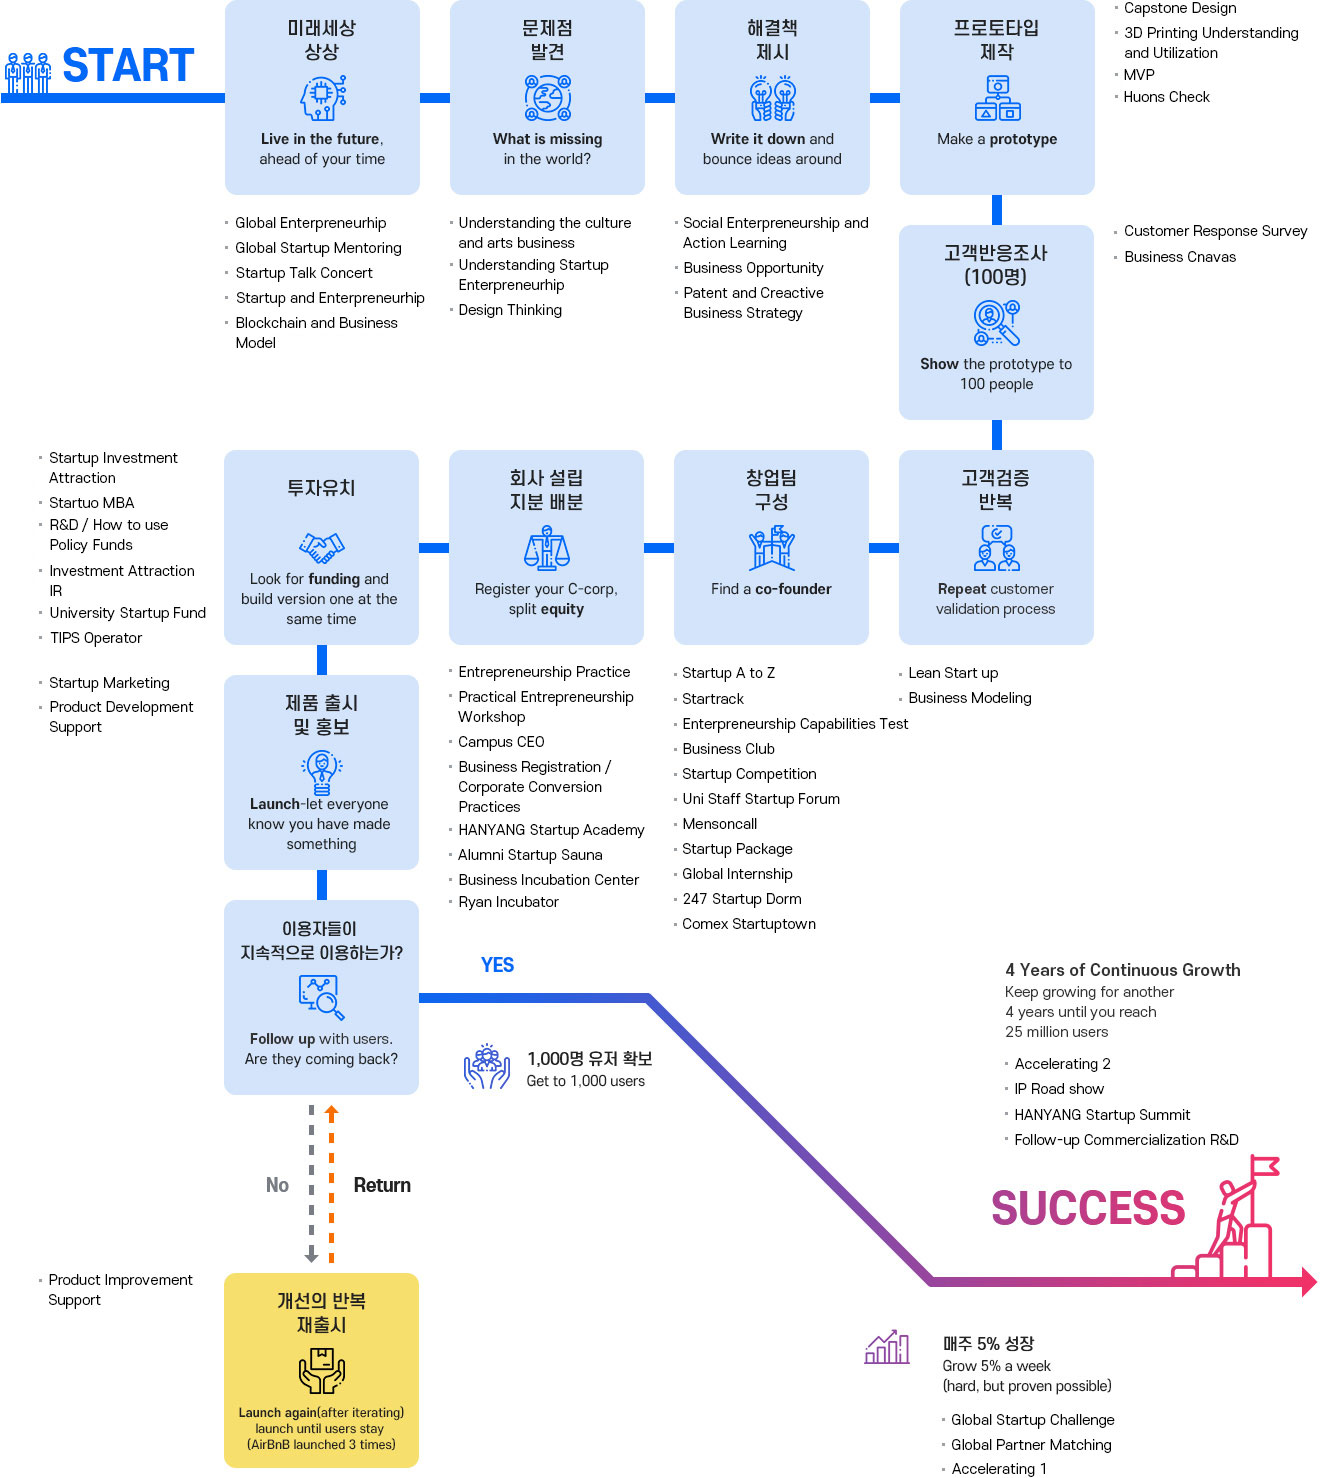 START
미래세상
상상
Live in the future,
ahead of your time
문제점
발견
What is missing
in the world?
해결책
제시
Write it down and
bounce ideas around
프로토타입
제작
Make a prototype
Capstone Design
3D Printing Understanding
and Utilization
MVP
Huons Check
Global Enterpreneurhip
Global Startup Mentoring
Startup Talk Concert
Startup and Enterpreneurhip
Blockchain and Business
Model
Understanding the culture
and arts business
Understanding Startup
Enterpreneurhip
Design Thinking
Social Enterpreneurship and
Action Learning
Business Opportunity
Patent and Creactive
Business Strategy
고객반응조사
(100명)
Show the prototype to
100 people
Customer Response Survey
Business Cnavas
고객검증
반복
Repeat customer
validation process
Lean Start up
Business Modeling
창업팀
구성
Find a co-founder
Startup A to Z
Startrack
Enterpreneurship Capabilities Test
Business Club
Startup Competition
Uni Staff Startup Forum
Mensoncall
Startup Package
Global Internship
247 Startup Dorm
Comex Startuptown
회사 설립
지분 배분
Register your C-corp,
split equity
Entrepreneurship Practice
Practical Entrepreneurship
Workshop
Campus CEO
Business Registration /
Corporate Conversion
Practices
HANYANG Startup Academy
Alumni Startup Sauna
Business Incubation Center
Ryan Incubator
투자유치
Look for funding and
build version one at the
same time
Startup Investment
Attraction
Startuo MBA
R&D / How to use
Policy Funds
Investment Attraction
IR
University Startup Fund
TIPS Operator
제품 출시
및 홍보
Launch-let everyone
know you have made
something
Startup Marketing
Product Development
Support
이용자들이
지속적으로 이용하는가?
Follow up with users.
Are they coming back?
YES
1,000명 유저 확보
Get to 1,000 users
No
Return
개선의 반복
재출시
Launch again(after iterating)
launch until users stay
(AirBnB launched 3 times)
Product Improvement
Support
4 Years of Continuous Growth
Keep growing for another
4 years until you reach
25 million users
Accelerating 2
IP Road show
HANYANG Startup Summit
Follow-up Commercialization R&D
SUCCESS
매주 5% 성장
Grow 5% a week
(hard, but proven possible)
Global Startup Challenge
Global Partner Matching
Accelerating 1